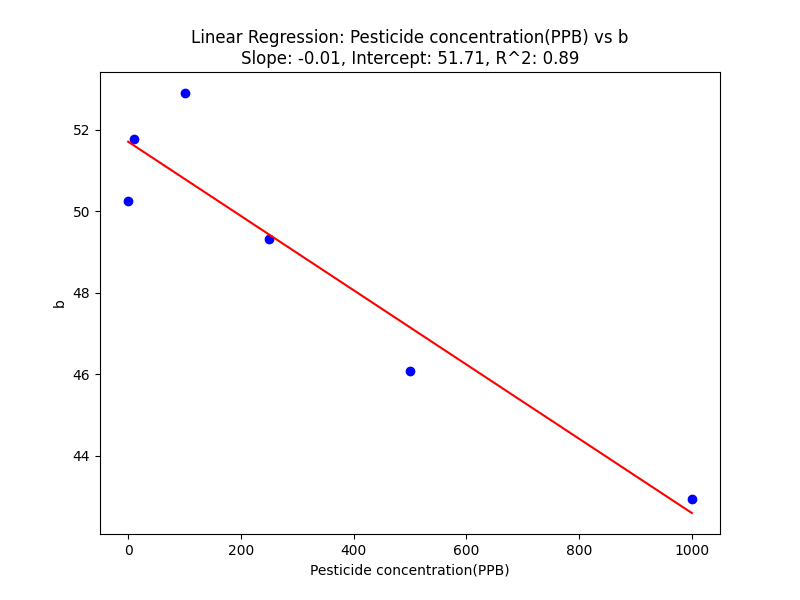 Linear Regression: Pesticide concentration(PPB) vs b
Slope: -0.01, Intercept: 51.71, R^2: 0.89
52
50
48
46
44
b
0 200 400 600 800 1000
Pesticide concentration(PPB)